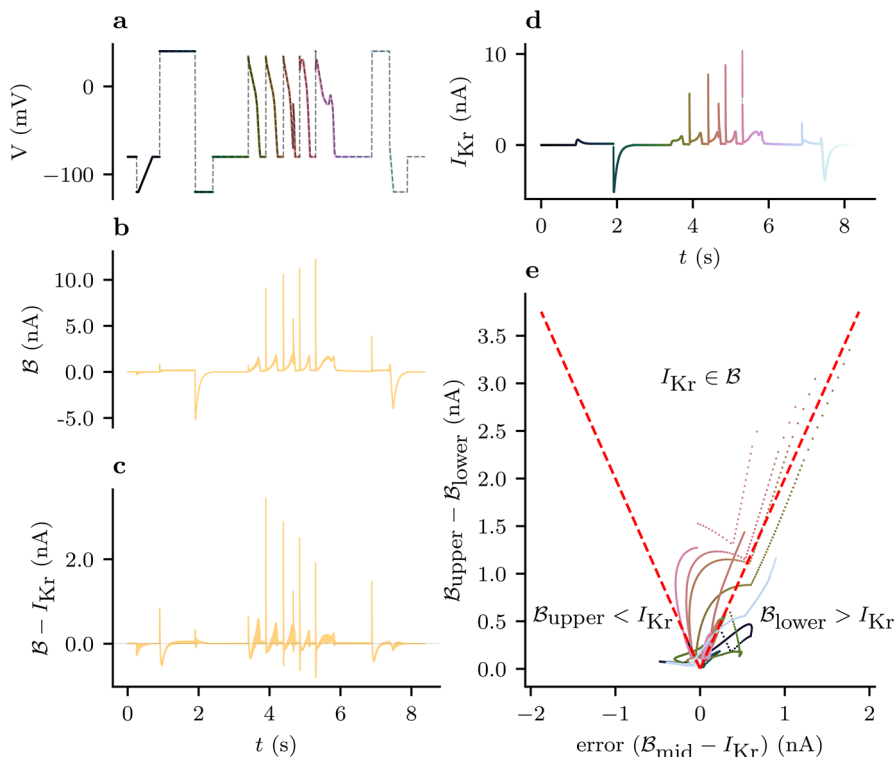 a
0
−100
V (mV)
b
10.0
5.0
0.0
-5.0
ℬ (nA)
c
2.0
0.0
ℬ − I_Kr (nA)
0
2
4
6
8
t (s)
d
10
0
I_Kr (nA)
0
2
4
6
8
t (s)
e
3.5
3.0
2.5
2.0
1.5
1.0
0.5
0.0
ℬ_upper − ℬ_lower (nA)
I_Kr ∈ ℬ
ℬ_upper < I_Kr
ℬ_lower > I_Kr
−2
−1
0
1
2
error (ℬ_mid − I_Kr) (nA)